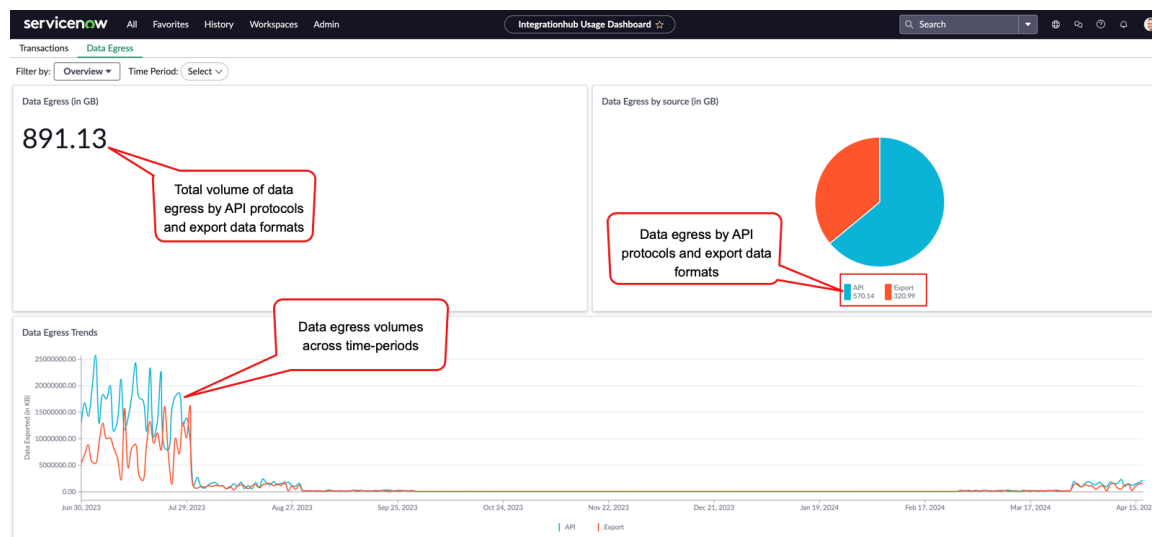 servicenow All Favorites History Workspaces Admin Integrationhub Usage Dashboard ☆ Search
Transactions Data Egress
Filter by: Overview Time Period: Select
Data Egress (in GB)
891.13
Total volume of data
egress by API protocols
and export data formats
Data Egress by source (in GB)
Data egress by API
protocols and export data
formats
API
570.14
Export
320.99
Data Egress Trends
Data egress volumes
across time-periods
Data Exported (in KB)
25000000.00
20000000.00
15000000.00
10000000.00
5000000.00
0.00
Jun 30, 2023 Jul 29, 2023 Aug 27, 2023 Sep 25, 2023 Oct 24, 2023 Nov 22, 2023 Dec 21, 2023 Jan 19, 2024 Feb 17, 2024 Mar 17, 2024 Apr 15, 202
API Export